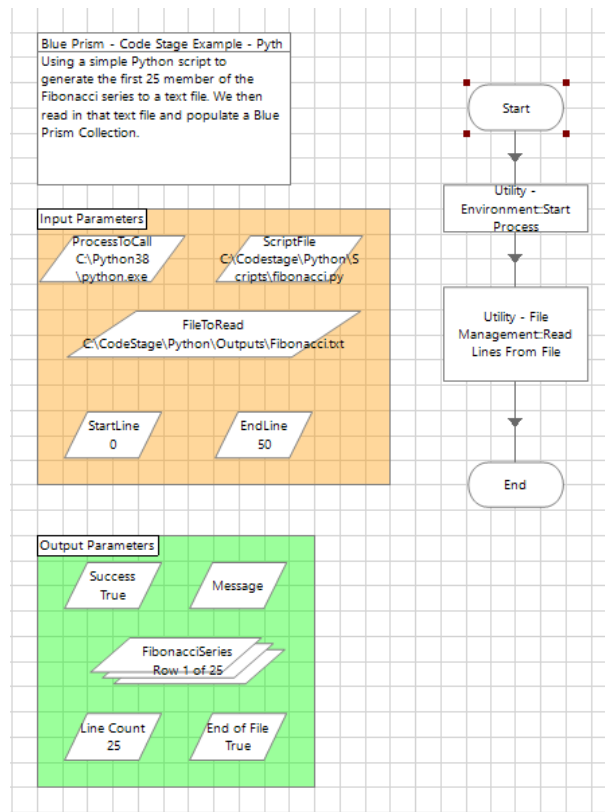 Blue Prism - Code Stage Example - Pyth
Using a simple Python script to
generate the first 25 member of the
Fibonacci series to a text file. We then
read in that text file and populate a Blue
Prism Collection.
Start
Utility -
Environment::Start
Process
Utility - File
Management::Read
Lines From File
End
Input Parameters
ProcessToCall
C:\Python38
\python.exe
ScriptFile
C:\Codestage\Python\S
cripts\fibonacci.py
FileToRead
C:\CodeStage\Python\Outputs\Fibonacci.txt
StartLine
0
EndLine
50
Output Parameters
Success
True
Message
FibonacciSeries
Row 1 of 25
Line Count
25
End of File
True